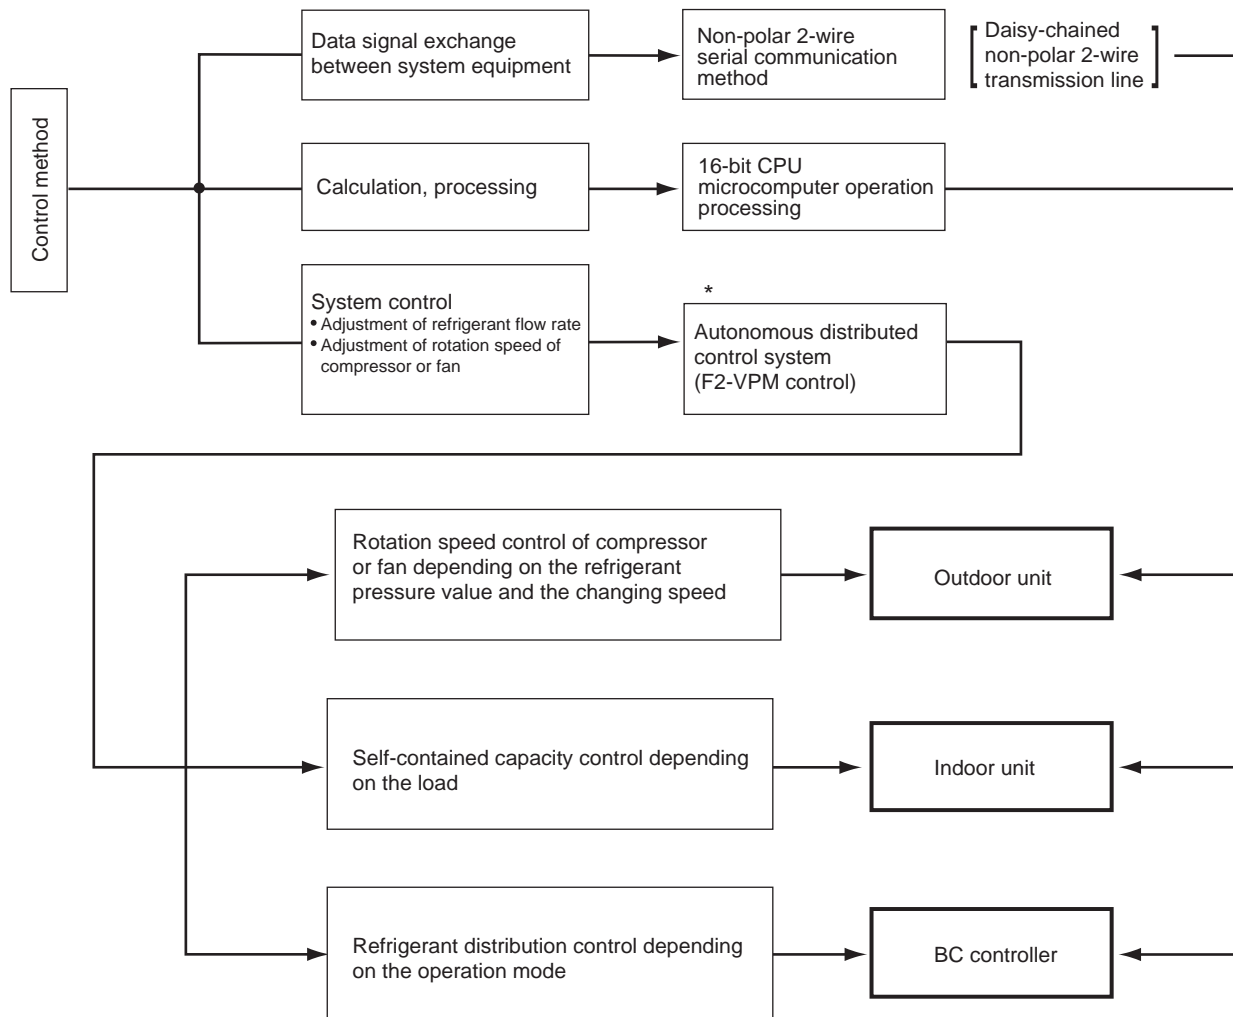 Control method
Data signal exchange
between system equipment
Non-polar 2-wire
serial communication
method
Daisy-chained
non-polar 2-wire
transmission line
Calculation, processing
16-bit CPU
microcomputer operation
processing
System control
• Adjustment of refrigerant flow rate
• Adjustment of rotation speed of
compressor or fan
*
Autonomous distributed
control system
(F2-VPM control)
Rotation speed control of compressor
or fan depending on the refrigerant
pressure value and the changing speed
Outdoor unit
Self-contained capacity control depending
on the load
Indoor unit
Refrigerant distribution control depending
on the operation mode
BC controller